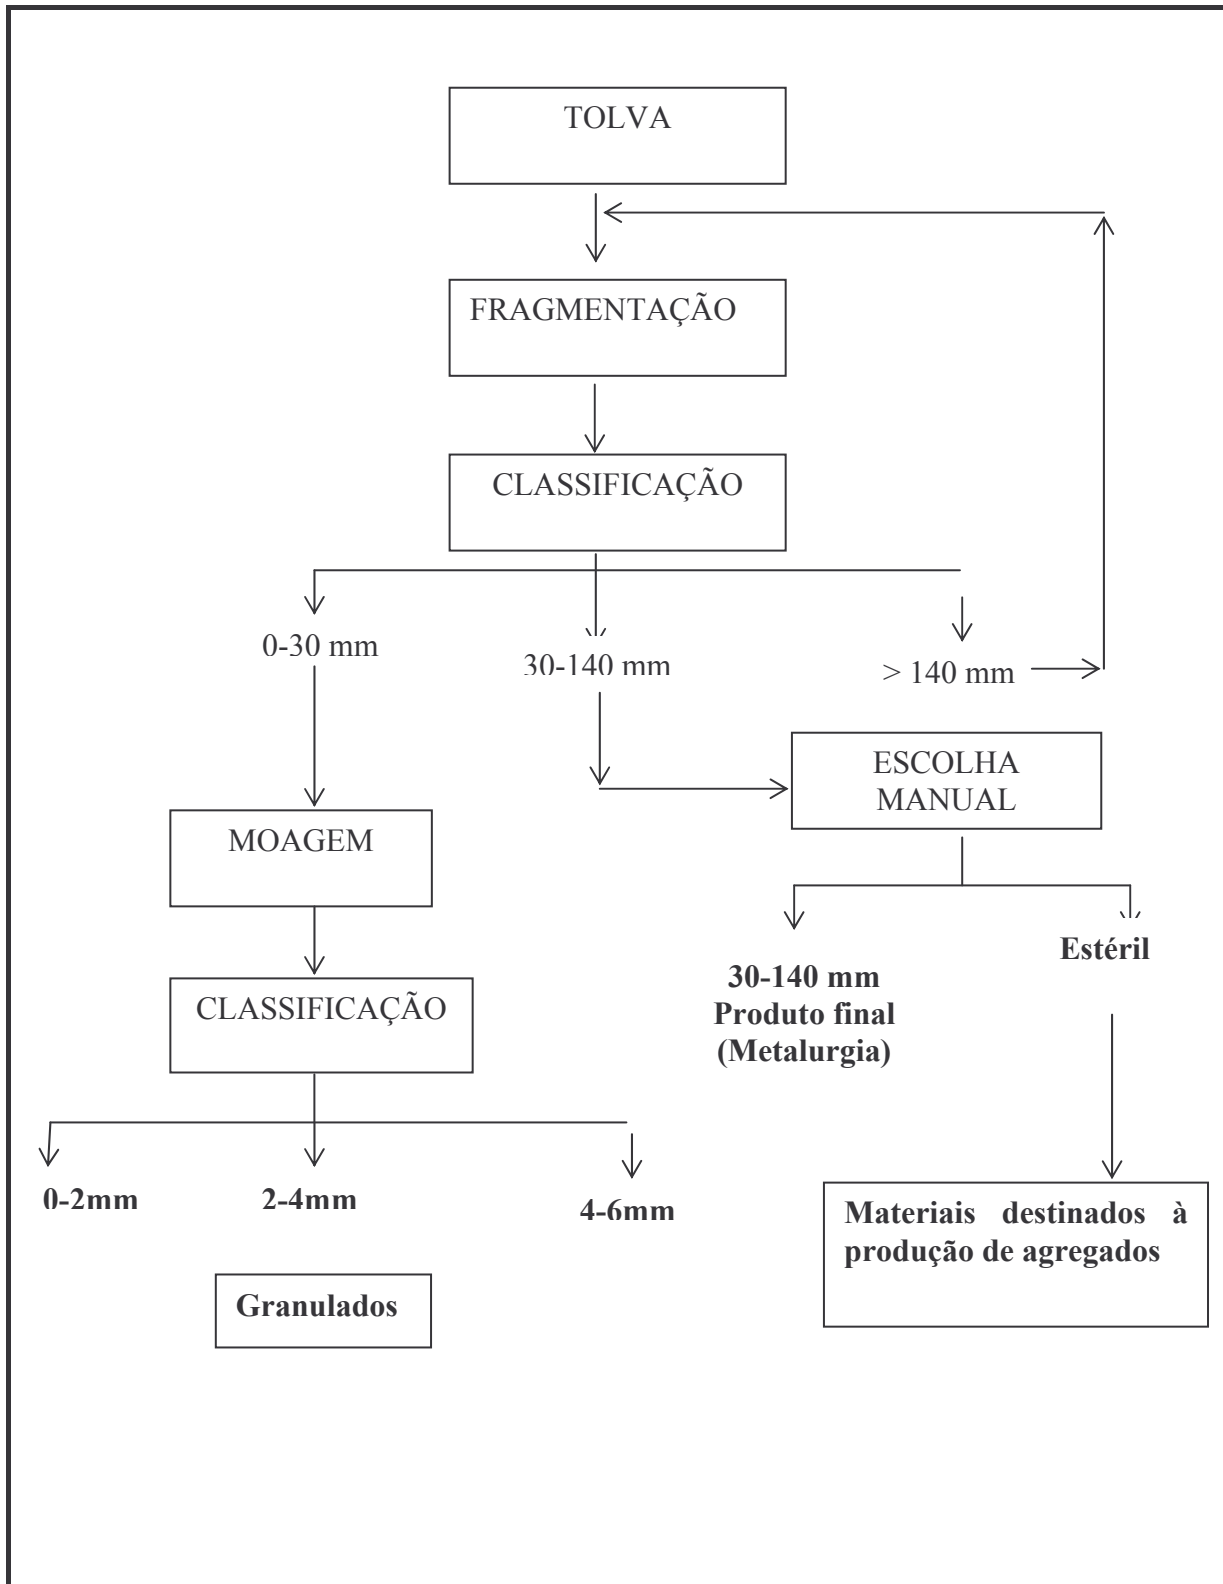 TOLVA
FRAGMENTAÇÃO
CLASSIFICAÇÃO
0-30 mm
30-140 mm
> 140 mm
ESCOLHA
MANUAL
MOAGEM
CLASSIFICAÇÃO
30-140 mm
Produto final
(Metalurgia)
Estéril
0-2mm
2-4mm
4-6mm
Materiais destinados à
produção de agregados
Granulados